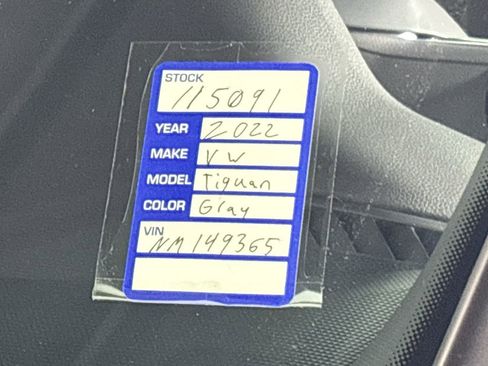 STOCK
115091
YEAR 2022
MAKE VW
MODEL Tiguan
COLOR Gray
VIN
NM149365